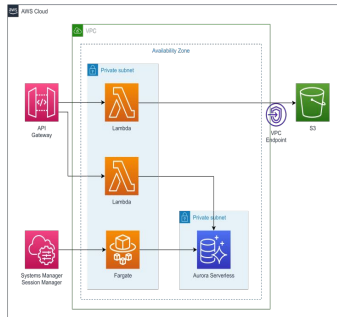 aws
AWS Cloud
VPC
Availability Zone
Private subnet
API
Gateway
Lambda
VPC
Endpoint
S3
Lambda
Private subnet
Systems Manager
Session Manager
Fargate
Aurora Serverless